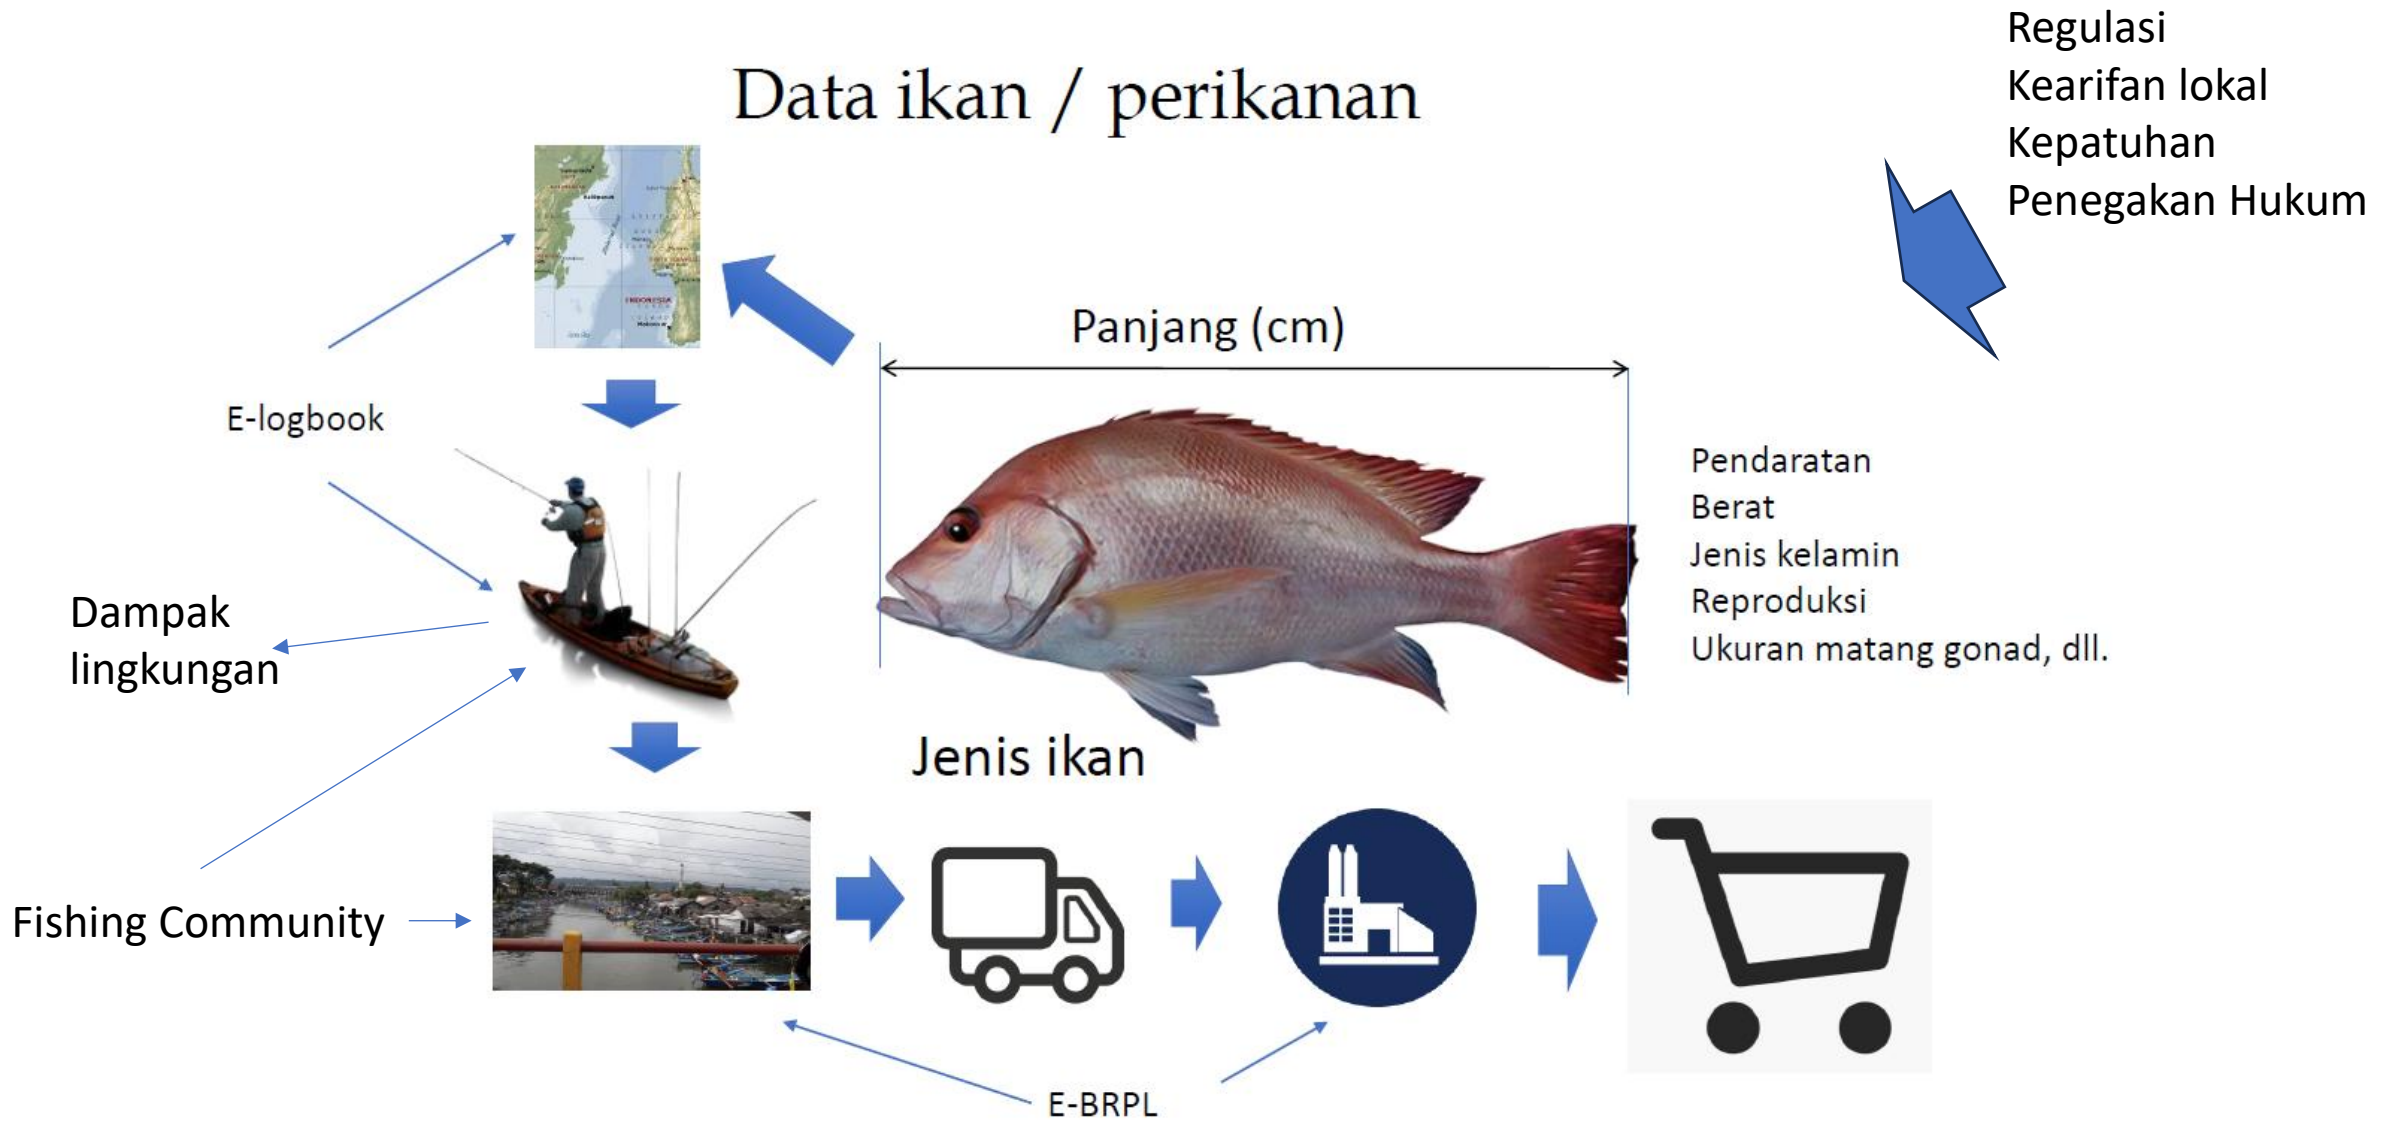 Regulasi
Kearifan lokal
Kepatuhan
Penegakan Hukum
Data ikan / perikanan
INDONESIA
Panjang (cm)
E-logbook
Pendaratan
Berat
Jenis kelamin
Reproduksi
Ukuran matang gonad, dll.
Dampak
lingkungan
Jenis ikan
Fishing Community
E-BRPL